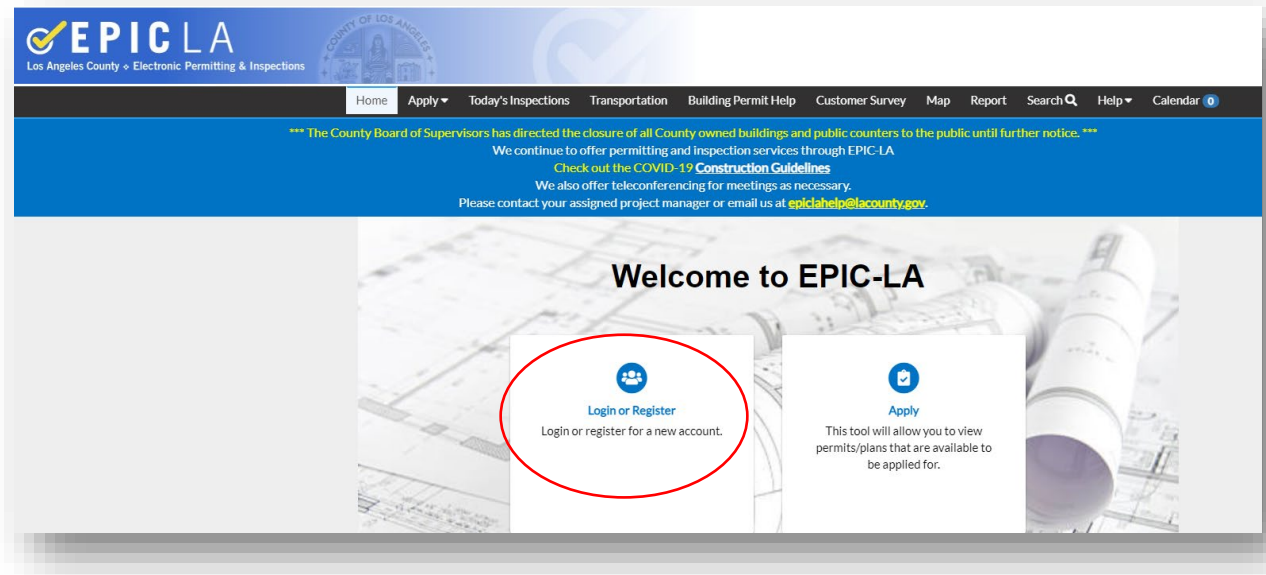 EPIC LA
Los Angeles County Electronic Permitting & Inspections
COUNTY OF LOS ANGELES
Home Apply Today's Inspections Transportation Building Permit Help Customer Survey Map Report Search Help Calendar 0
*** The County Board of Supervisors has directed the closure of all County owned buildings and public counters to the public until further notice. ***
We continue to offer permitting and inspection services through EPIC-LA
Check out the COVID-19 Construction Guidelines
We also offer teleconferencing for meetings as necessary.
Please contact your assigned project manager or email us at epiclahelp@lacounty.gov.
Welcome to EPIC-LA
Login or Register
Login or register for a new account.
Apply
This tool will allow you to view
permits/plans that are available to
be applied for.